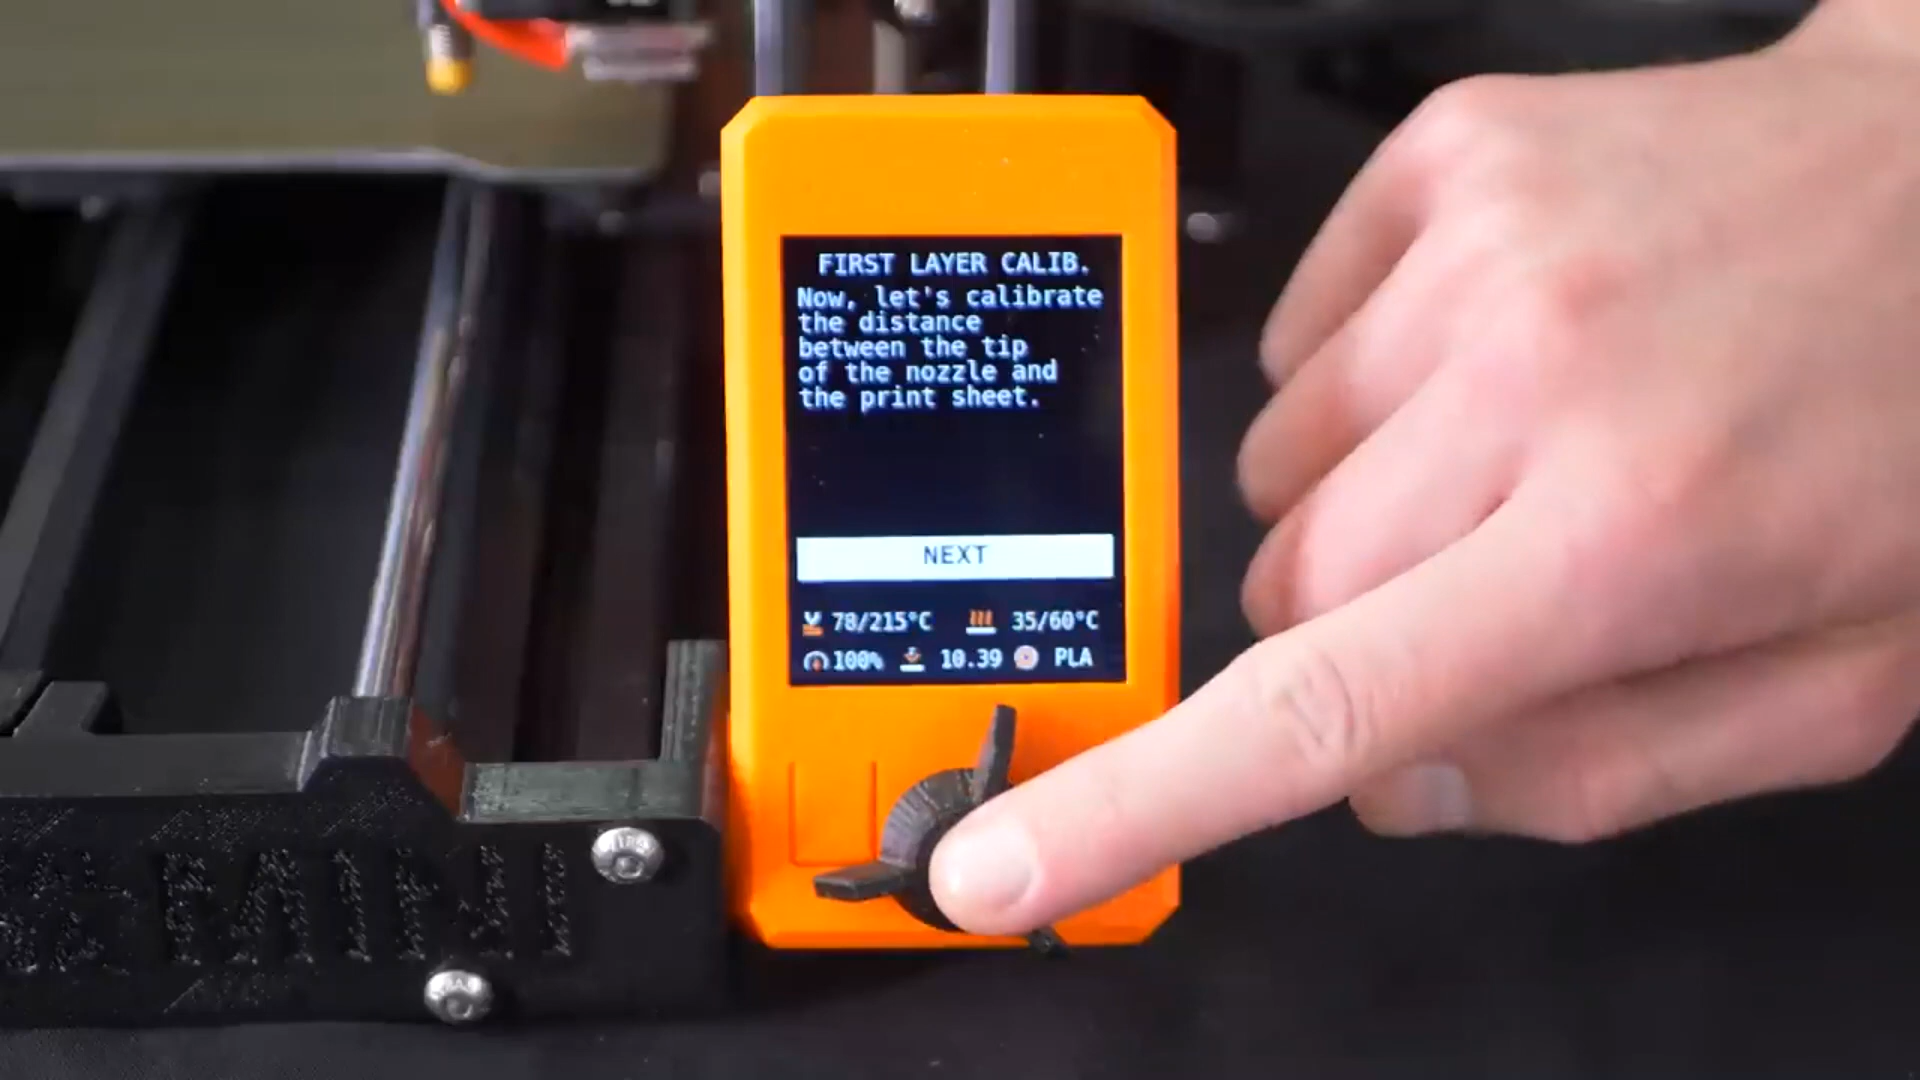 FIRST LAYER CALIB.
Now, let's calibrate
the distance
between the tip
of the nozzle and
the print sheet.
NEXT
78/215°C 35/60°C
100% 10.39 PLA
MINI